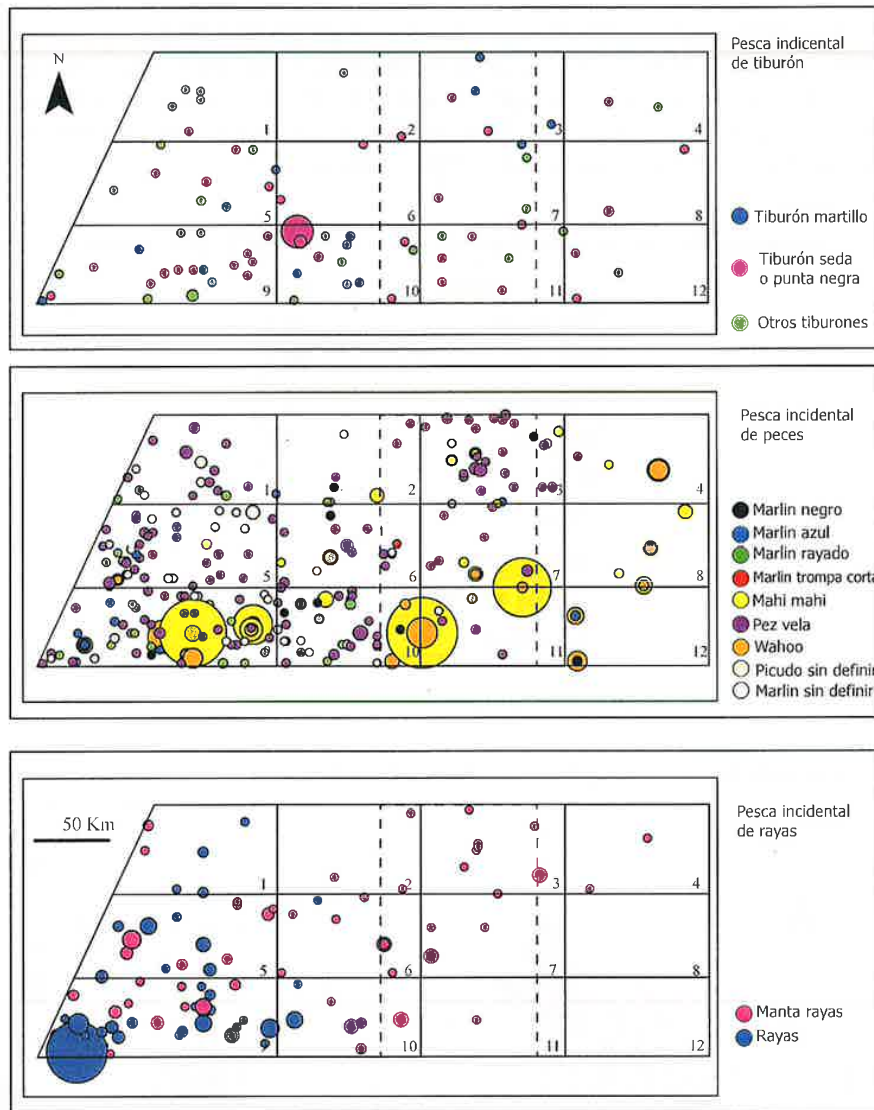 N
Pesca indicental
de tiburón
1
2
3
4
5
6
7
8
9
10
11
12
Tiburón martillo
Tiburón seda
o punta negra
Otros tiburones
Pesca incidental
de peces
1
2
3
4
5
6
7
8
9
10
11
12
Marlin negro
Marlin azul
Marlin rayado
Marlin trompa corta
Mahi mahi
Pez vela
Wahoo
Picudo sin definir
Marlin sin definir
50 Km
Pesca incidental
de rayas
1
2
3
4
5
6
7
8
10
11
12
Manta rayas
Rayas